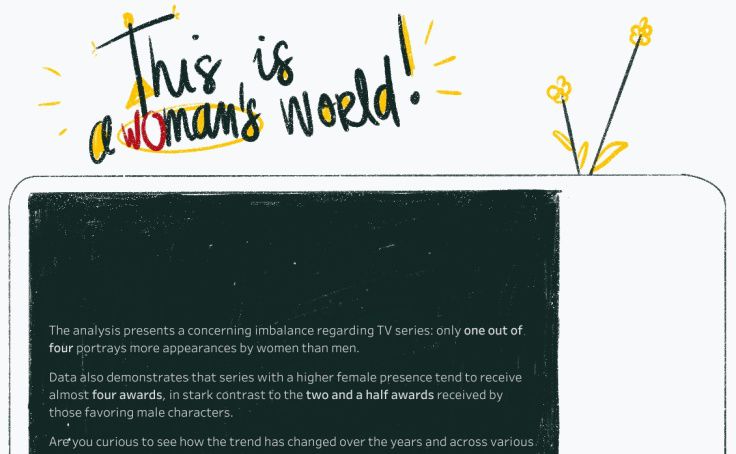 This is
a woman's world!
The analysis presents a concerning imbalance regarding TV series: only one out of
four portrays more appearances by women than men.
Data also demonstrates that series with a higher female presence tend to receive
almost four awards, in stark contrast to the two and a half awards received by
those favoring male characters.
Are you curious to see how the trend has changed over the years and across various